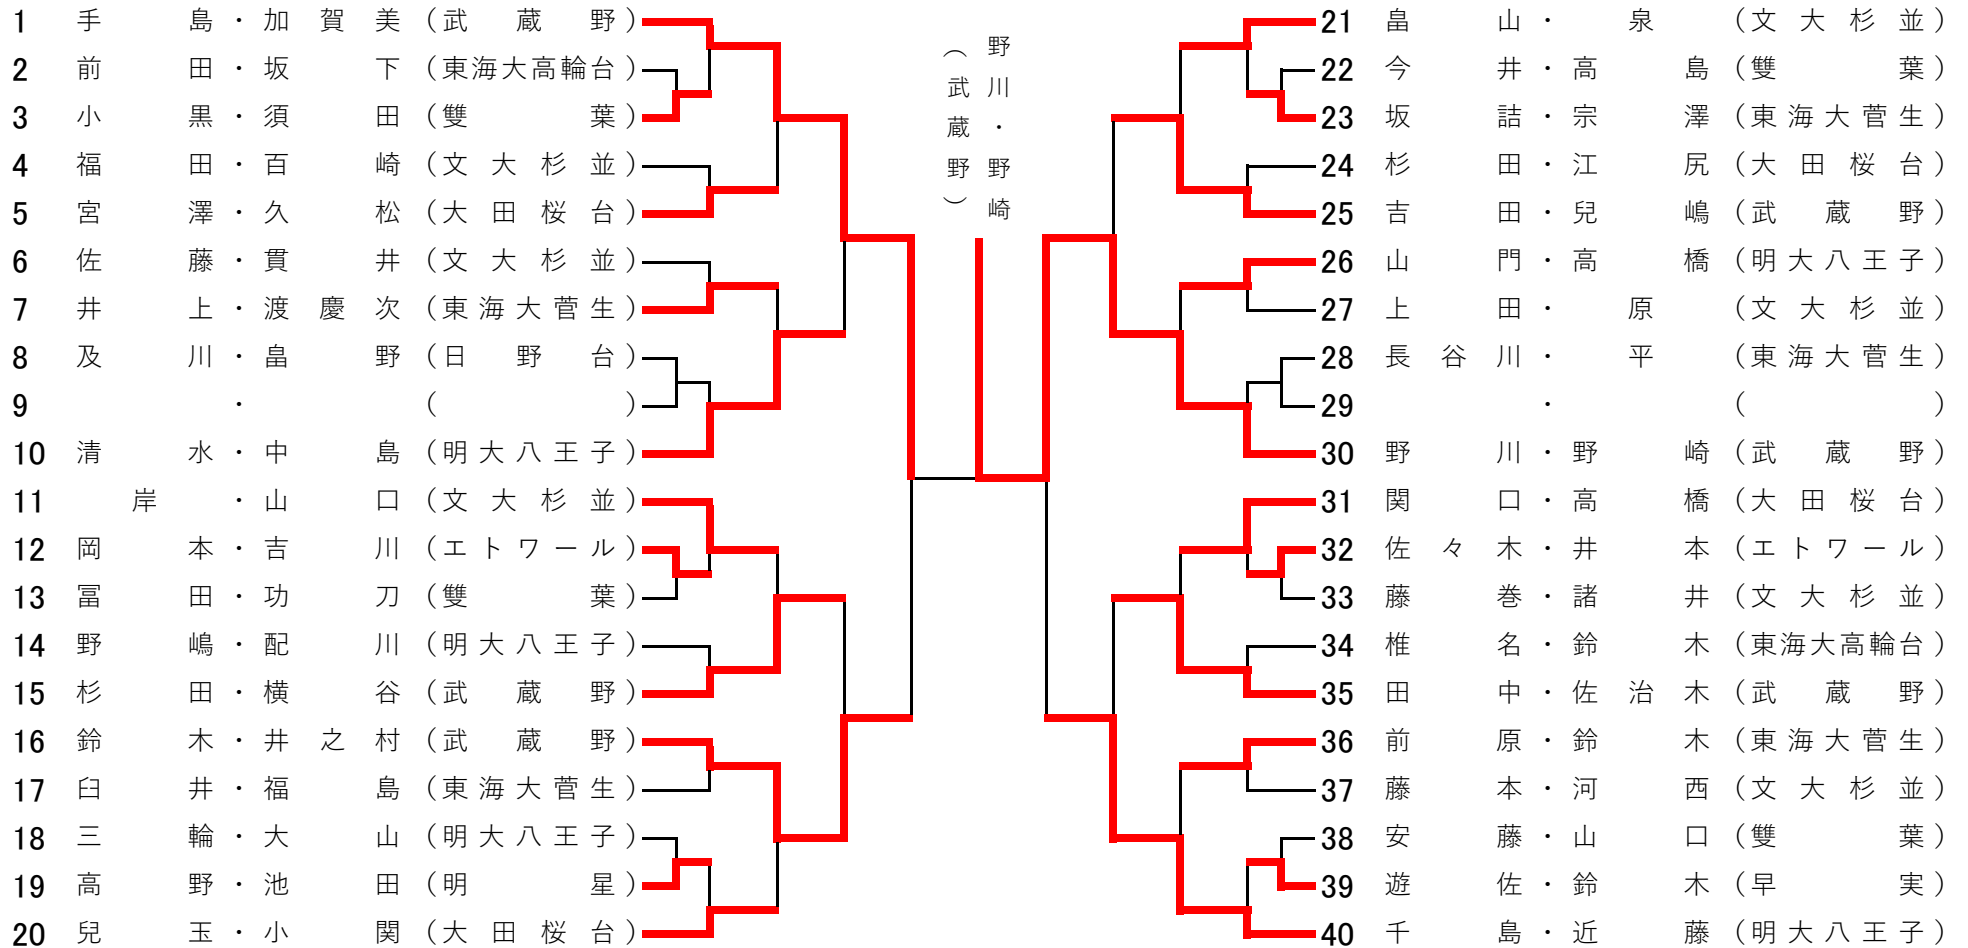 1 手島・加賀美(武蔵野)
2 前田・坂下(東海大高輪台)
3 小黒・須田(雙葉)
4 福田・百崎(文大杉並)
5 宮澤・久松(大田桜台)
6 佐藤・貫井(文大杉並)
7 井上・渡慶次(東海大菅生)
8 及川・畠野(日野台)
9 ・( )
10 清水・中島(明大八王子)
11 岸・山口(文大杉並)
12 岡本・吉川(エトワール)
13 冨田・功刀(雙葉)
14 野嶋・配川(明大八王子)
15 杉田・横谷(武蔵野)
16 鈴木・井之村(武蔵野)
17 臼井・福島(東海大菅生)
18 三輪・大山(明大八王子)
19 高野・池田(明星)
20 兒玉・小関(大田桜台)
野川・野崎
(武蔵野)
21 畠山・泉(文大杉並)
22 今井・高島(雙葉)
23 坂詰・宗澤(東海大菅生)
24 杉田・江尻(大田桜台)
25 吉田・兒嶋(武蔵野)
26 山門・高橋(明大八王子)
27 上田・原(文大杉並)
28 長谷川・平(東海大菅生)
29 ・( )
30 野川・野崎(武蔵野)
31 関口・高橋(大田桜台)
32 佐々木・井本(エトワール)
33 藤巻・諸井(文大杉並)
34 椎名・鈴木(東海大高輪台)
35 田中・佐治木(武蔵野)
36 前原・鈴木(東海大菅生)
37 藤本・河西(文大杉並)
38 安藤・山口(雙葉)
39 遊佐・鈴木(早実)
40 千島・近藤(明大八王子)